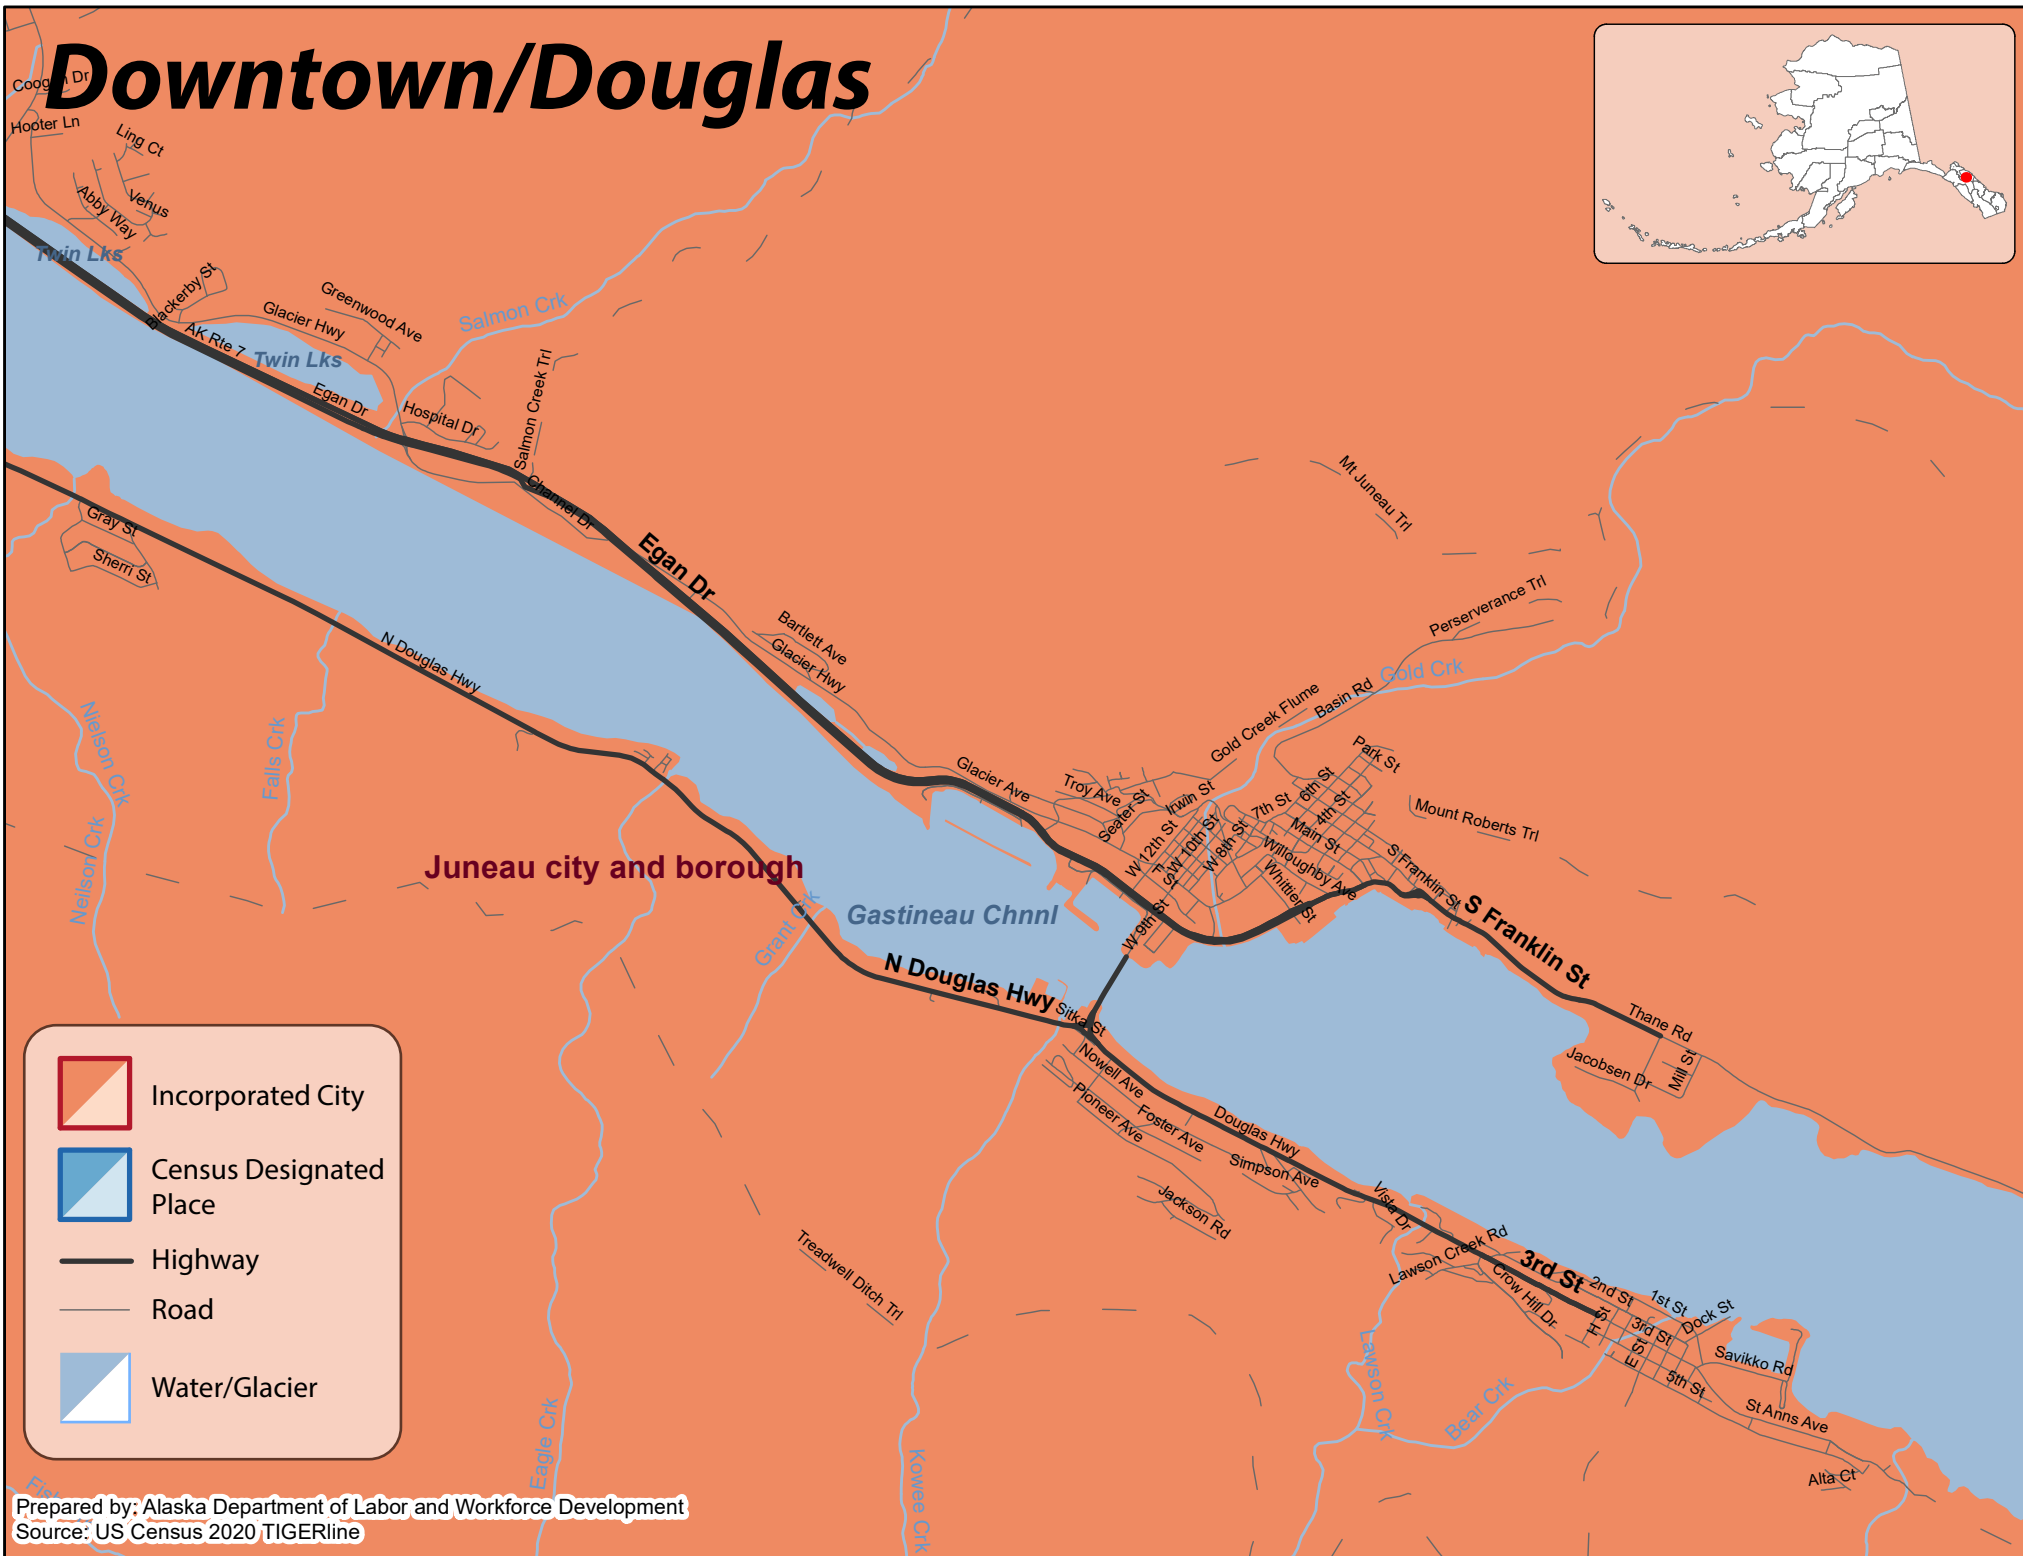 Downtown/Douglas
Coogan Dr
Hooter Ln
Ling Ct
Abby Way
Venus
Twin Lks
Blackerby St
Glacier Hwy
Greenwood Ave
AK Rte 7
Twin Lks
Egan Dr
Hospital Dr
Salmon Crk
Salmon Creek Trl
Channel Dr
Gray St
Sherri St
Egan Dr
Mt Juneau Trl
Perserverance Trl
Bartlett Ave
Glacier Hwy
N Douglas Hwy
Gold Crk
Basin Rd
Gold Creek Flume
Nielson Crk
Falls Crk
Neilson Crk
Glacier Ave
Troy Ave
Seater St
Irwin St
W 12th St
W 10th St
W 8th St
7th St
6th St
4th St
Park St
Main St
Willoughby Ave
Whittier St
S Franklin St
Mount Roberts Trl
W 9th St
Juneau city and borough
Gastineau Chnnl
Grant Crk
N Douglas Hwy
Sitka St
S Franklin St
Thane Rd
Jacobsen Dr
Mill St
Nowell Ave
Pioneer Ave
Foster Ave
Douglas Hwy
Simpson Ave
Jackson Rd
Vista Dr
Treadwell Ditch Trl
Lawson Creek Rd
Crow Hill Dr
3rd St
2nd St
1st St
Dock St
H St
3rd St
E St
5th St
Savikko Rd
St Anns Ave
Alta Ct
Lawson Crk
Bear Crk
Eagle Crk
Kowee Crk
Incorporated City
Census Designated
Place
Highway
Road
Water/Glacier
Prepared by: Alaska Department of Labor and Workforce Development
Source: US Census 2020 TIGERline